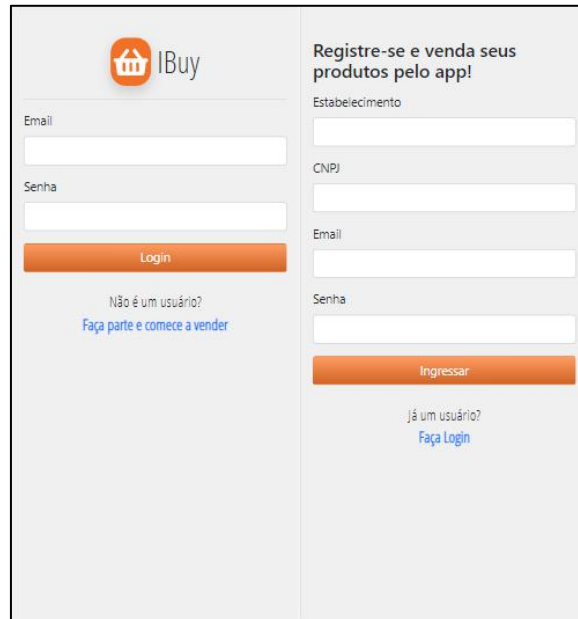 IBuy
Email
Senha
Login
Não é um usuário?
Faça parte e comece a vender
Registre-se e venda seus
produtos pelo app!
Estabelecimento
CNPJ
Email
Senha
Ingressar
Já um usuário?
Faça Login